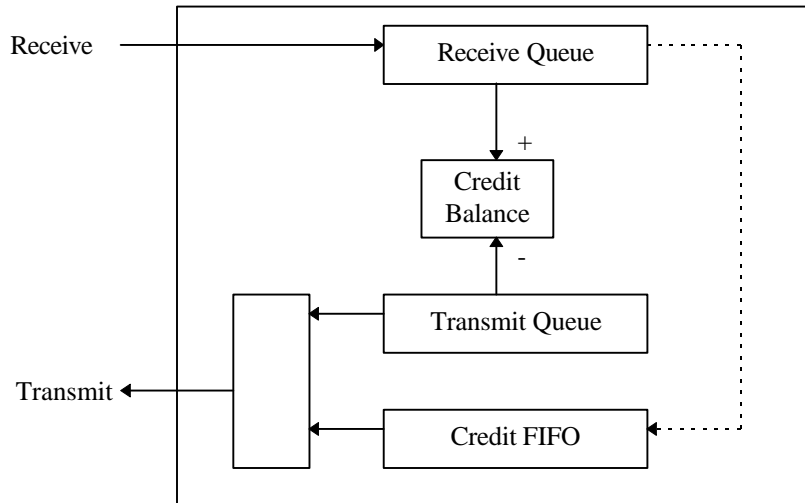 Receive
Receive Queue
+
Credit
Balance
-
Transmit Queue
Transmit
Credit FIFO